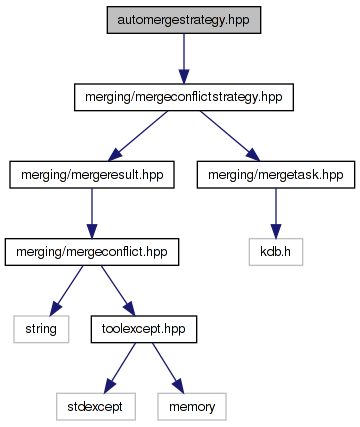 automergestrategy.hpp
merging/mergeconflictstrategy.hpp
merging/mergeresult.hpp
merging/mergetask.hpp
merging/mergeconflict.hpp
kdb.h
string
toolexcept.hpp
stdexcept
memory